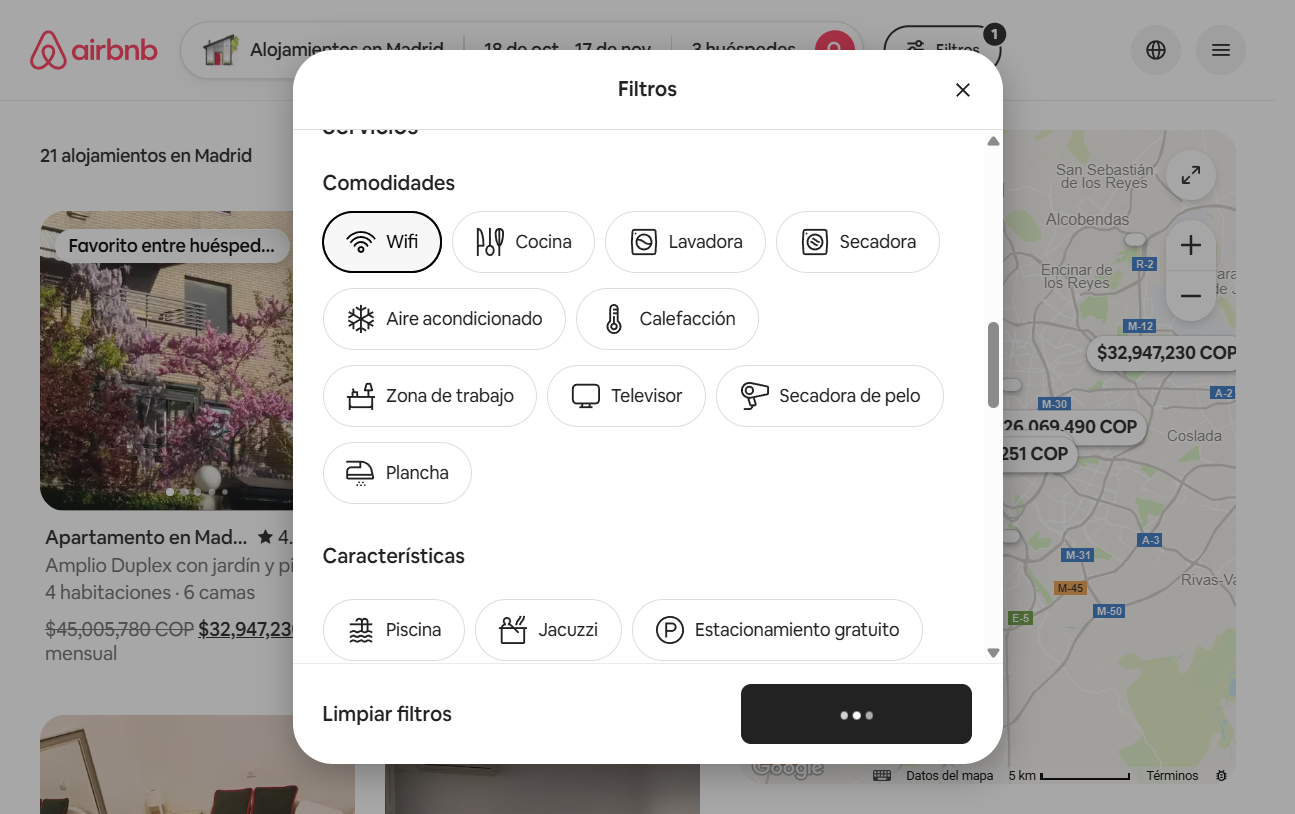 airbnb
Alojamientos en Madrid
18 de oct. - 17 de nov.
3 huéspedes
Filtros
1
Filtros
Servicios
Comodidades
Wifi
Cocina
Lavadora
Secadora
Aire acondicionado
Calefacción
Zona de trabajo
Televisor
Secadora de pelo
Plancha
Características
Piscina
Jacuzzi
Estacionamiento gratuito
Limpiar filtros
21 alojamientos en Madrid
Favorito entre huésped...
Apartamento en Mad... ★ 4.
Amplio Duplex con jardín y pi
4 habitaciones · 6 camas
$45,005,780 COP $32,947,23
mensual
San Sebastián
de los Reyes
Alcobendas
R-2
Encinar de
los Reyes
M-12
$32,947,230 COP
A-2
M-30
26,069,490 COP
Coslada
251 COP
A-3
M-31
M-45
Rivas-Va
M-50
E-5
Google
Datos del mapa
5 km
Términos